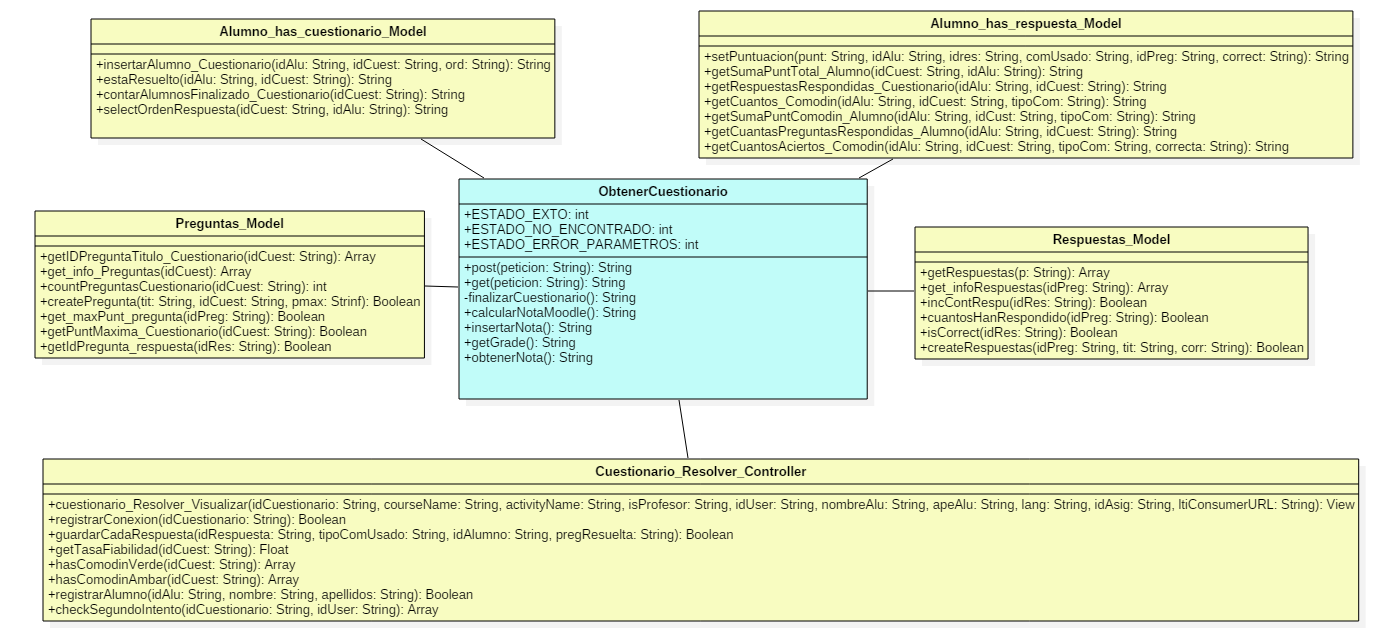 Alumno_has_cuestionario_Model
+insertarAlumno_Cuestionario(idAlu: String, idCuest: String, ord: String): String
+estaResuelto(idAlu: String, idCuest: String): String
+contarAlumnosFinalizado_Cuestionario(idCuest: String): String
+selectOrdenRespuesta(idCuest: String, idAlu: String): String
Alumno_has_respuesta_Model
+setPuntuacion(punt: String, idAlu: String, idres: String, comUsado: String, idPreg: String, correct: String): String
+getSumaPuntTotal_Alumno(idCuest: String, idAlu: String): String
+getRespuestasRespondidas_Cuestionario(idAlu: String, idCuest: String): String
+getCuantos_Comodin(idAlu: String, idCuest: String, tipoCom: String): String
+getSumaPuntComodin_Alumno(idAlu: String, idCust: String, tipoCom: String): String
+getCuantasPreguntasRespondidas_Alumno(idAlu: String, idCuest: String): String
+getCuantosAciertos_Comodin(idAlu: String, idCuest: String, tipoCom: String, correcta: String): String
Preguntas_Model
+getIDPreguntaTitulo_Cuestionario(idCuest: String): Array
+get_info_Preguntas(idCuest): Array
+countPreguntasCuestionario(idCuest: String): int
+createPregunta(tit: String, idCuest: String, pmax: Strinf): Boolean
+get_maxPunt_pregunta(idPreg: String): Boolean
+getPuntMaxima_Cuestionario(idCuest: String): Boolean
+getIdPregunta_respuesta(idRes: String): Boolean
ObtenerCuestionario
+ESTADO_EXTO: int
+ESTADO_NO_ENCONTRADO: int
+ESTADO_ERROR_PARAMETROS: int
+post(peticion: String): String
+get(peticion: String): String
-finalizarCuestionario(): String
+calcularNotaMoodle(): String
+insertNota(): String
+getGrade(): String
+obtenerNota(): String
Respuestas_Model
+getRespuestas(p: String): Array
+get_infoRespuestas(idPreg: String): Array
+incContRespu(idRes: String): Boolean
+cuantosHanRespondido(idPreg: String): Boolean
+isCorrect(idRes: String): Boolean
+createRespuestas(idPreg: String, tit: String, corr: String): Boolean
Cuestionario_Resolver_Controller
+cuestionario_Resolver_Visualizar(idCuestionario: String, courseName: String, activityName: String, isProfesor: String, idUser: String, nombreAlu: String, apeAlu: String, lang: String, idAsig: String, ltiConsumerURL: String): View
+registrarConexion(idCuestionario: String): Boolean
+guardarCadaRespuesta(idRespuesta: String, tipoComUsado: String, idAlumno: String, pregResuelta: String): Boolean
+getTasaFiabilidad(idCuest: String): Float
+hasComodinVerde(idCuest: String): Array
+hasComodinAmbar(idCuest: String): Array
+registrarAlumno(idAlu: String, nombre: String, apellidos: String): Boolean
+checkSegundoIntento(idCuestionario: String, idUser: String): Array